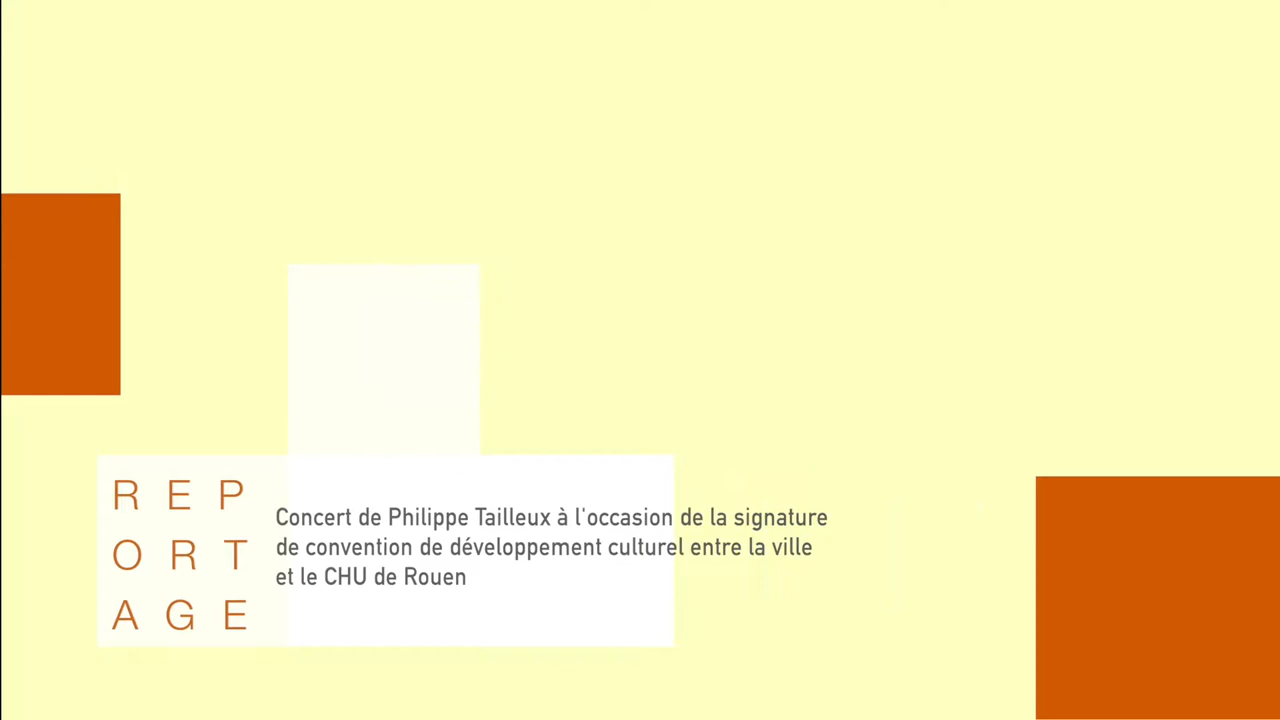 R E P
O R T
A G E
Concert de Philippe Tailleux à l'occasion de la signature
de convention de développement culturel entre la ville
et le CHU de Rouen